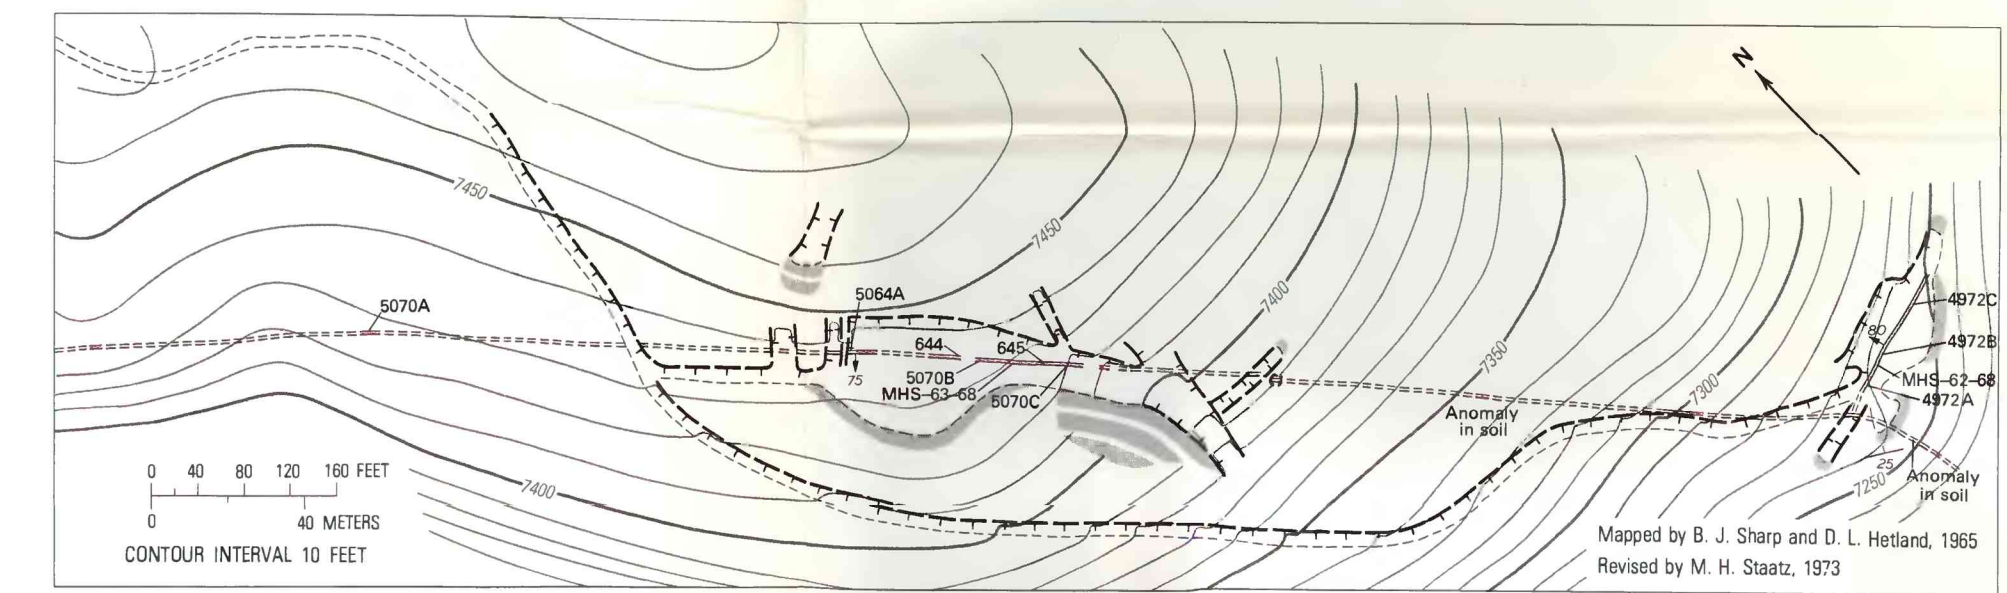 N
7450
7450
5070A
5064A
7400
4972C
80
644
645
4972B
7350
5070B
75
MHS-62-68
MHS-63-68
5070C
7300
4972A
Anomaly
in soil
0 40 80 120 160 FEET
25
Anomaly
in soil
7250
7400
0 40 METERS
CONTOUR INTERVAL 10 FEET
Mapped by B. J. Sharp and D. L. Hetland, 1965
Revised by M. H. Staatz, 1973